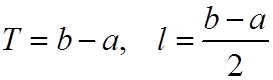 T = b − a,   l = (b − a)/2